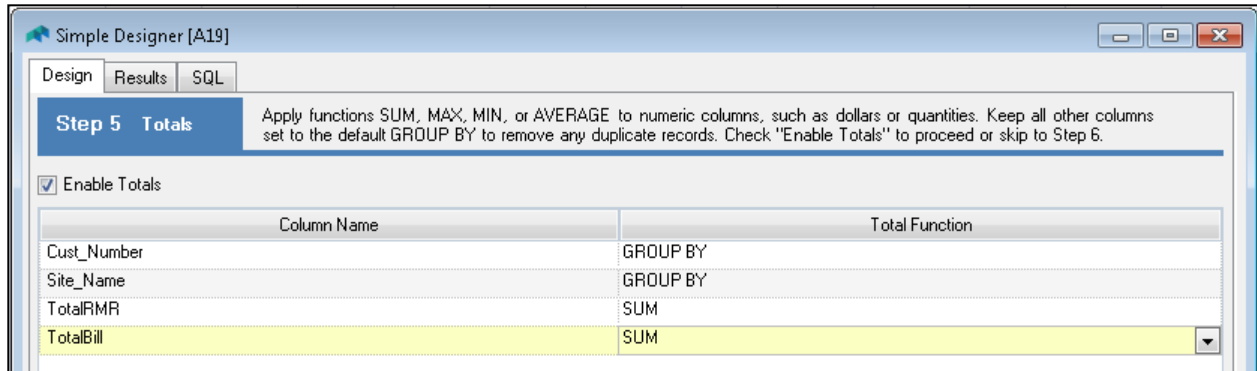 Simple Designer [A19]
Design Results SQL
Step 5 Totals
Apply functions SUM, MAX, MIN, or AVERAGE to numeric columns, such as dollars or quantities. Keep all other columns
set to the default GROUP BY to remove any duplicate records. Check "Enable Totals" to proceed or skip to Step 6.
Enable Totals
Column Name Total Function
Cust_Number GROUP BY
Site_Name GROUP BY
TotalRMR SUM
TotalBill SUM